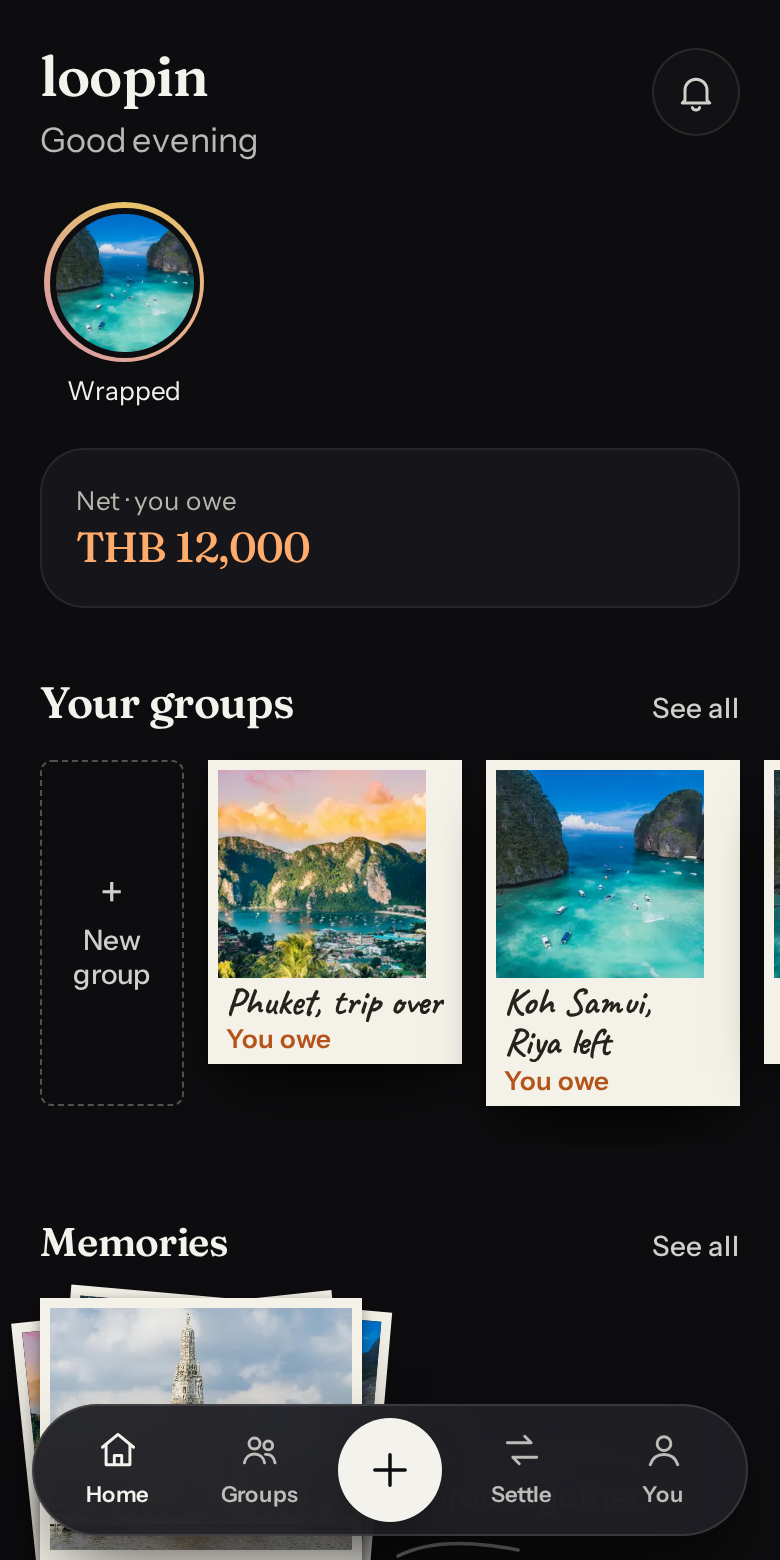 loopin
Good evening
Wrapped
Net · you owe
THB 12,000
Your groups
See all
+
New
group
Phuket, trip over
You owe
Koh Samui,
Riya left
You owe
Memories
See all
Home
Groups
Settle
You